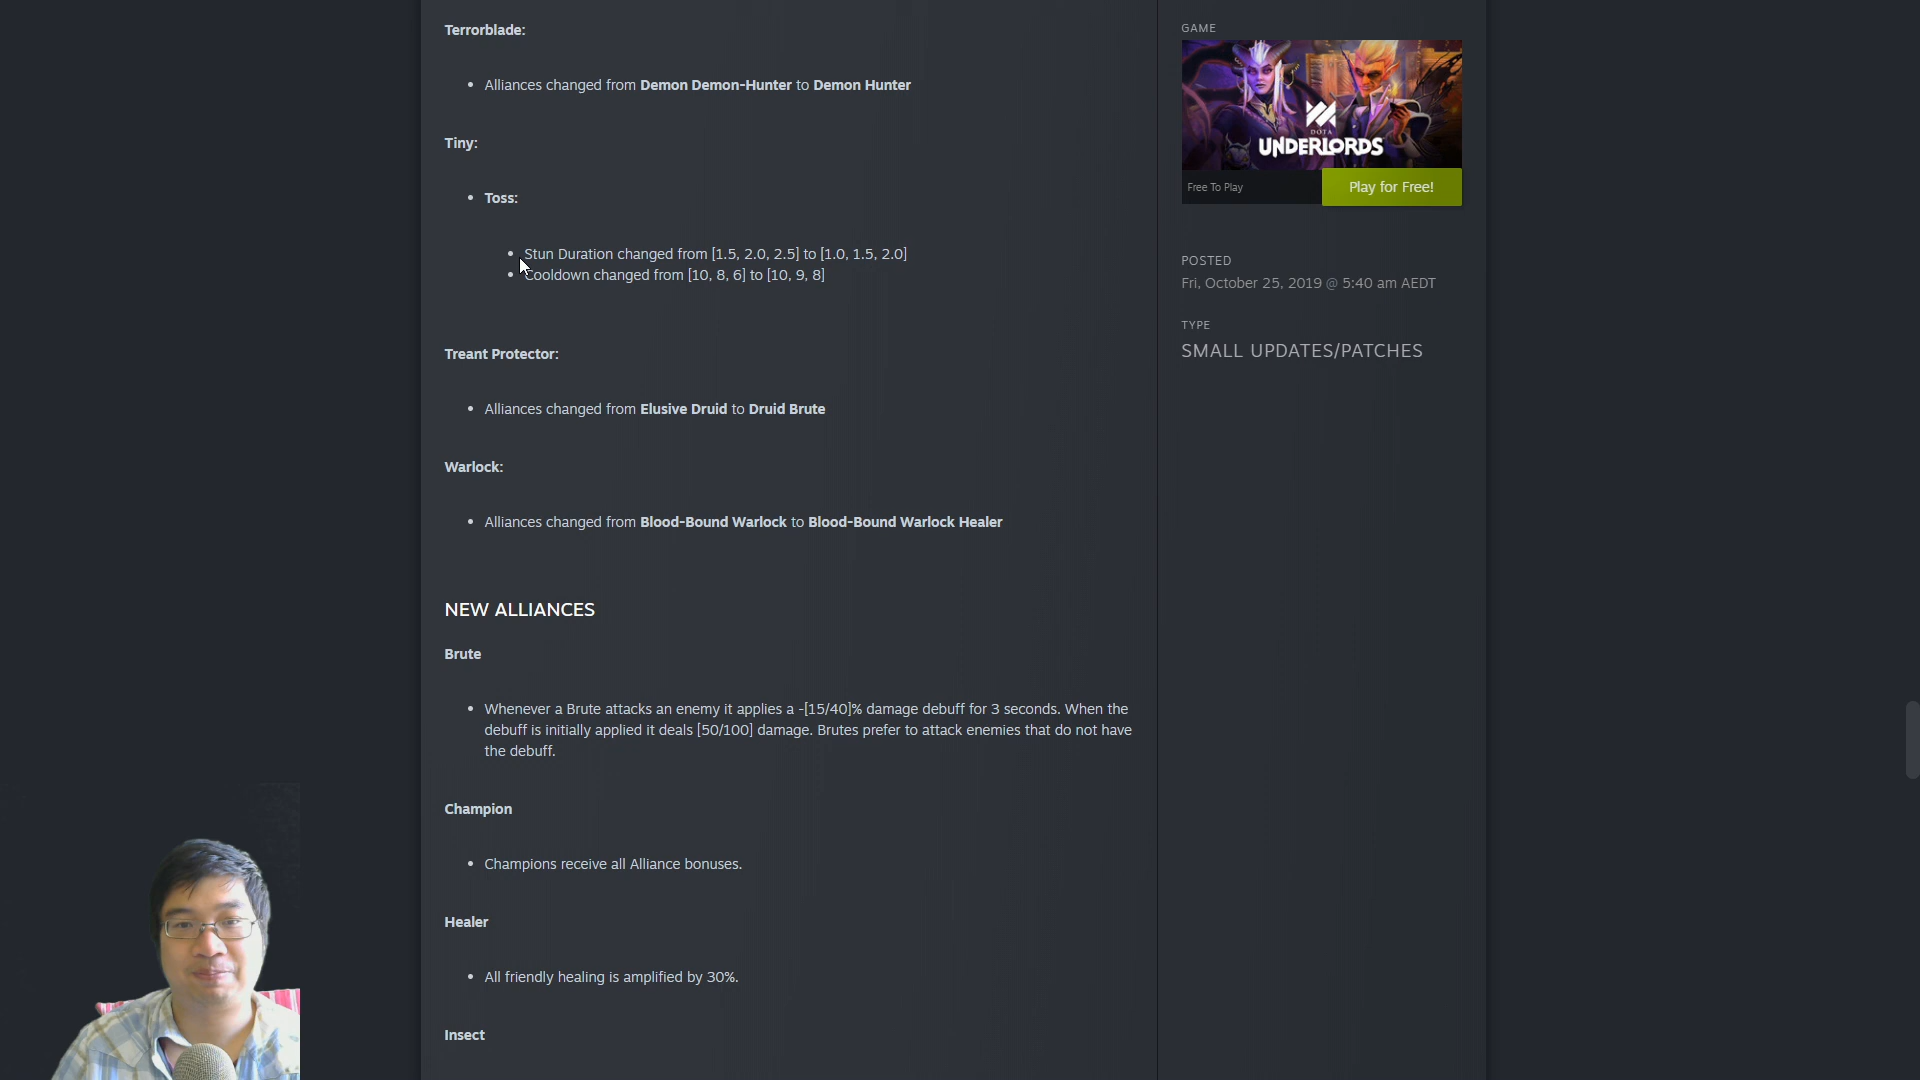 Terrorblade:
Alliances changed from Demon Demon-Hunter to Demon Hunter
Tiny:
Toss:
Stun Duration changed from [1.5, 2.0, 2.5] to [1.0, 1.5, 2.0]
Cooldown changed from [10, 8, 6] to [10, 9, 8]
Treant Protector:
Alliances changed from Elusive Druid to Druid Brute
Warlock:
Alliances changed from Blood-Bound Warlock to Blood-Bound Warlock Healer
NEW ALLIANCES
Brute
Whenever a Brute attacks an enemy it applies a -[15/40]% damage debuff for 3 seconds. When the
debuff is initially applied it deals [50/100] damage. Brutes prefer to attack enemies that do not have
the debuff.
Champion
Champions receive all Alliance bonuses.
Healer
All friendly healing is amplified by 30%.
Insect
GAME
DOTA
UNDERLORDS
Free To Play
Play for Free!
POSTED
Fri, October 25, 2019 @ 5:40 am AEDT
TYPE
SMALL UPDATES/PATCHES